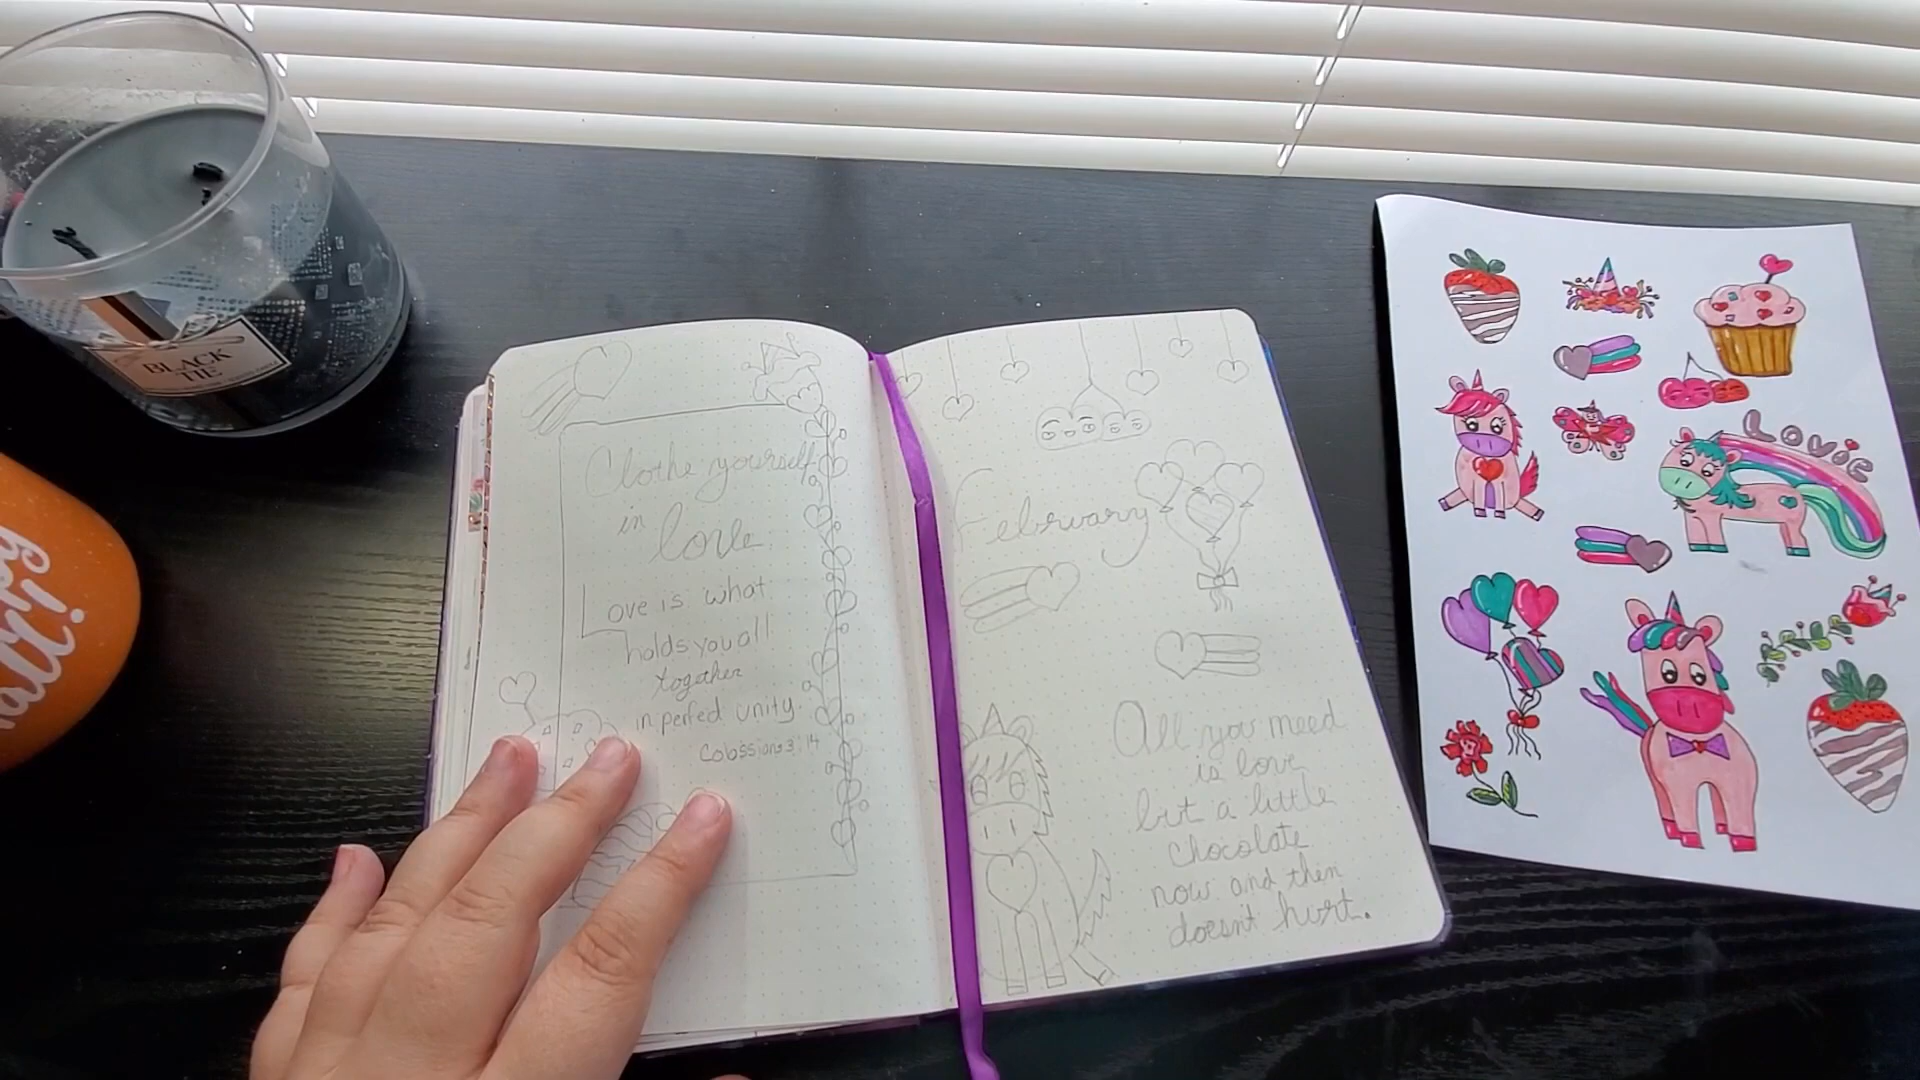 BLACK
TIE
Clothe yourself
in
love
Love is what
holds you all
together
in perfect unity.
Colossians 3:14
February
All you need
is love
but a little
chocolate
now and then
doesn't hurt.
Lovie